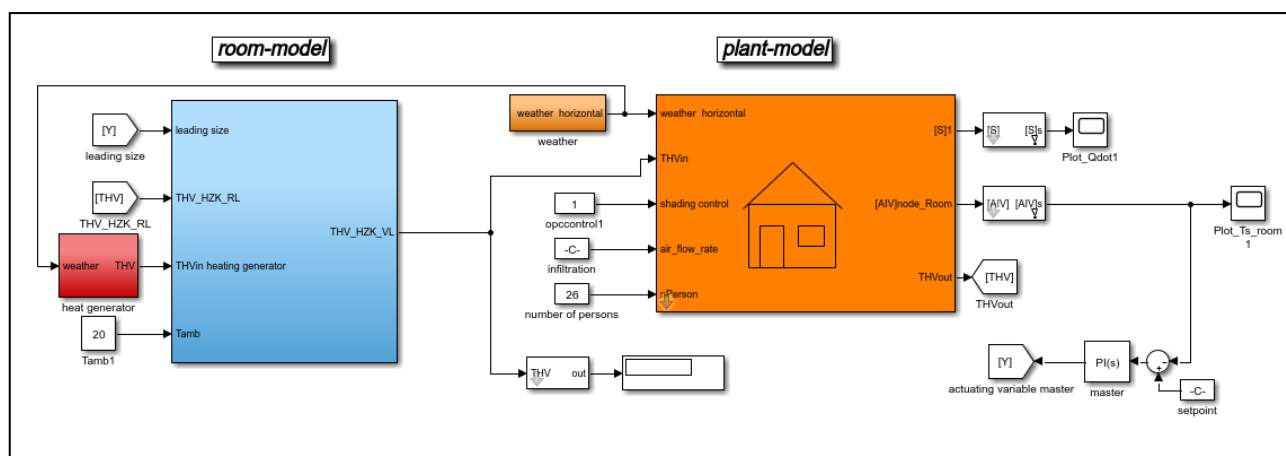 room-model
plant-model
[Y]
leading size
[THV]
THV_HZK_RL
weather THV
heat generator
20
Tamb1
leading size
THV_HZK_RL
THVin heating generator
Tamb
THV_HZK_VL
weather horizontal
weather
1
opccontrol1
-C-
infiltration
26
number of persons
THV out
weather horizontal
THVin
shading control
air_flow_rate
nPerson
[S]1
[AIV]node_Room
THVout
[S] [S]s
Plot_Qdot1
[AIV] [AIV]s
Plot_Ts_room
1
[THV]
THVout
[Y]
actuating variable master
PI(s)
master
-
+
-C-
setpoint